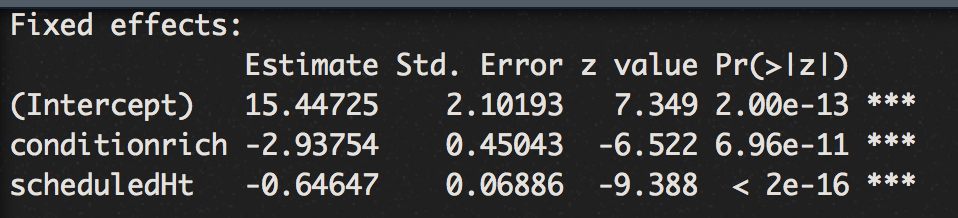 Fixed effects:
Estimate Std. Error z value Pr(>|z|)
(Intercept) 15.44725 2.10193 7.349 2.00e-13 ***
conditionrich -2.93754 0.45043 -6.522 6.96e-11 ***
scheduledHt -0.64647 0.06886 -9.388 < 2e-16 ***